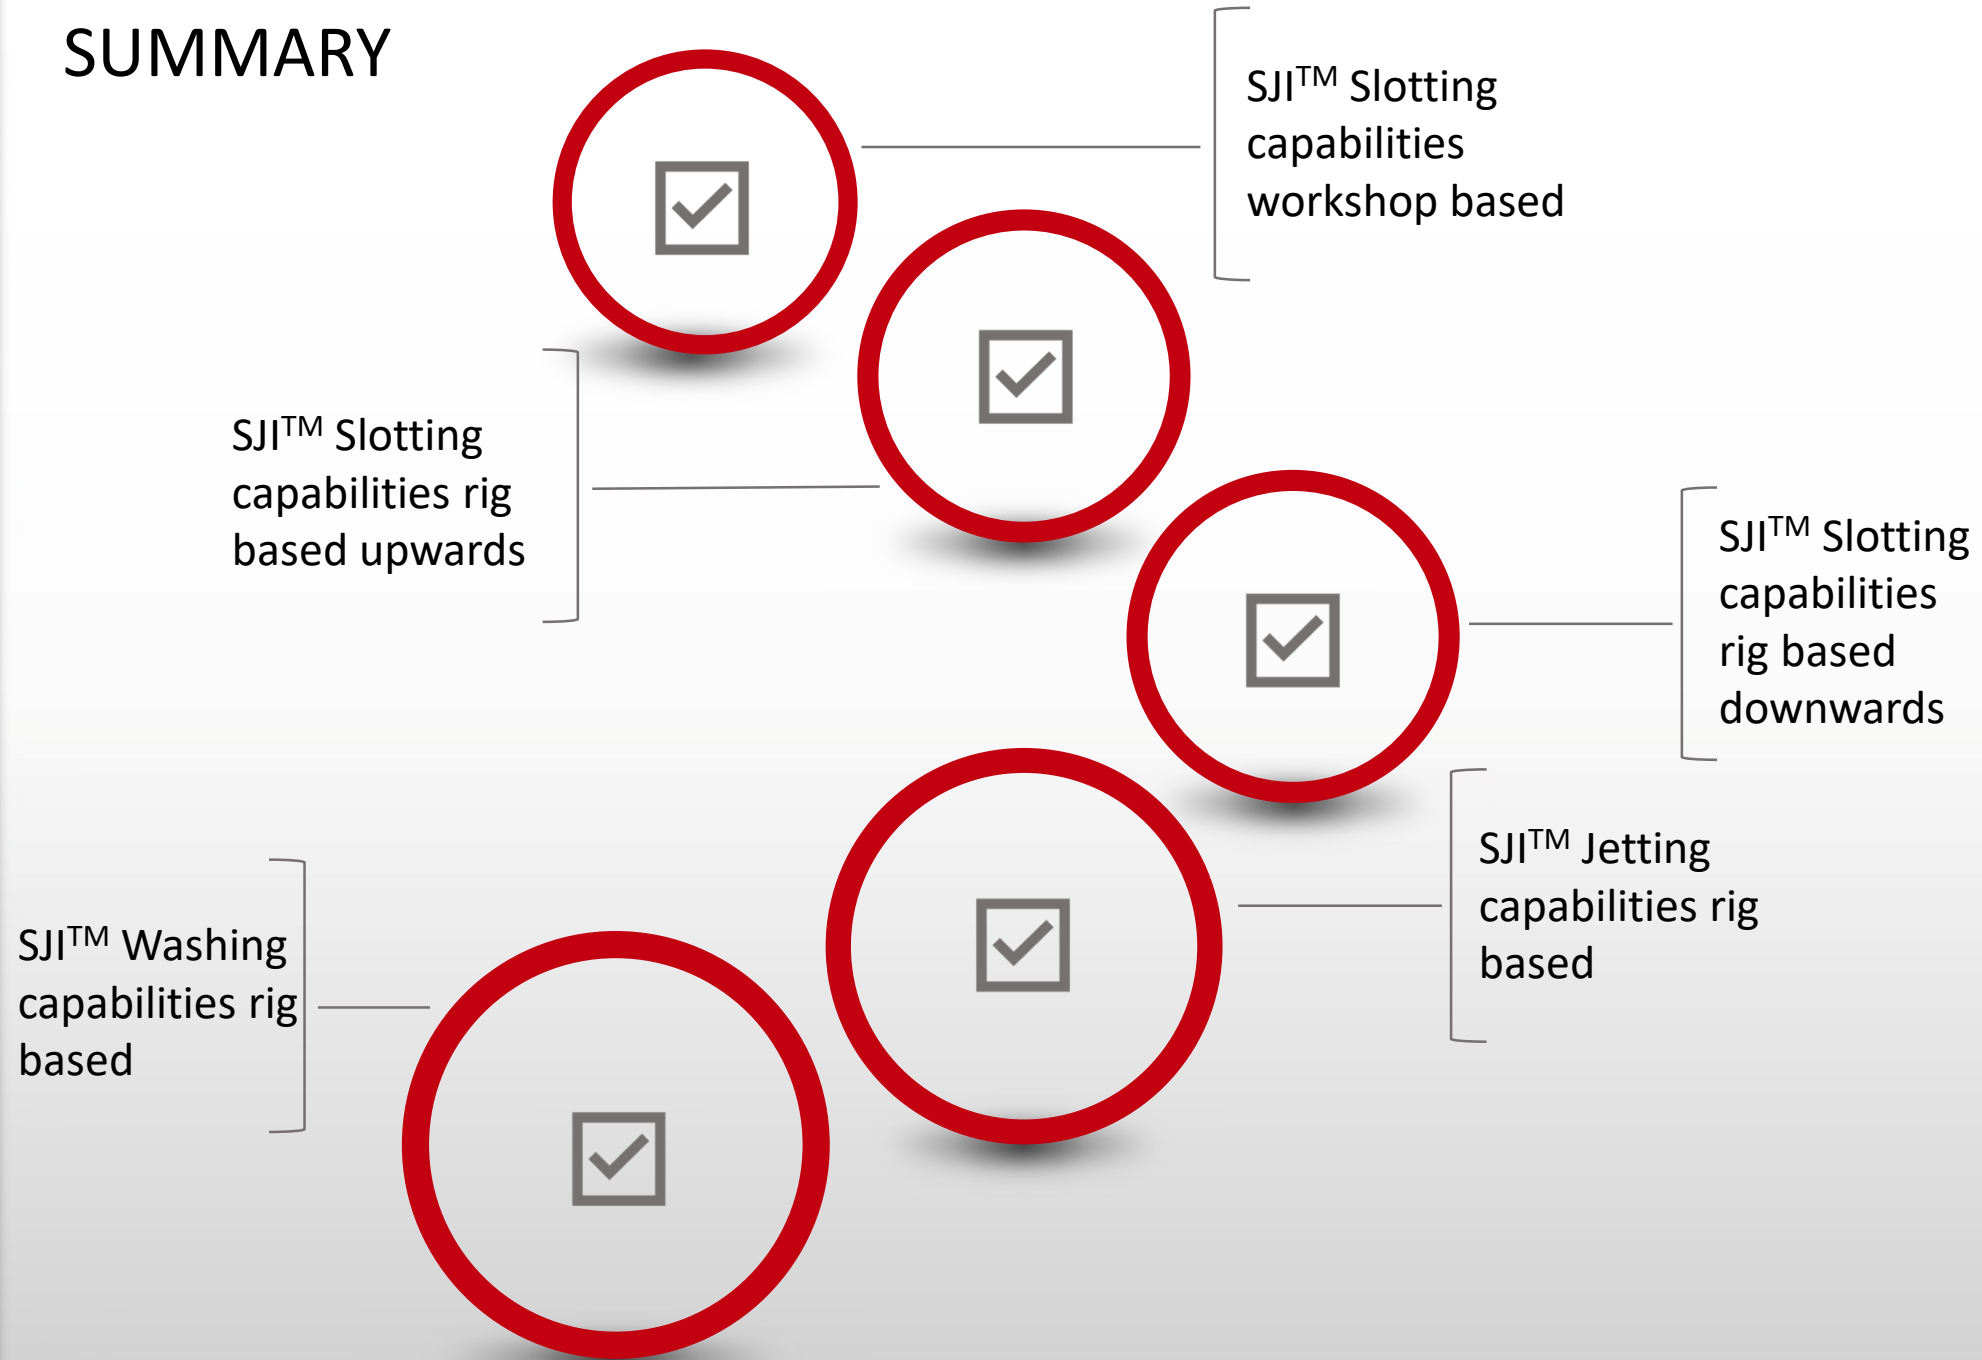 SUMMARY
SJI™ Slotting
capabilities
workshop based
SJI™ Slotting
capabilities rig
based upwards
SJI™ Slotting
capabilities
rig based
downwards
SJI™ Jetting
capabilities rig
based
SJI™ Washing
capabilities rig
based